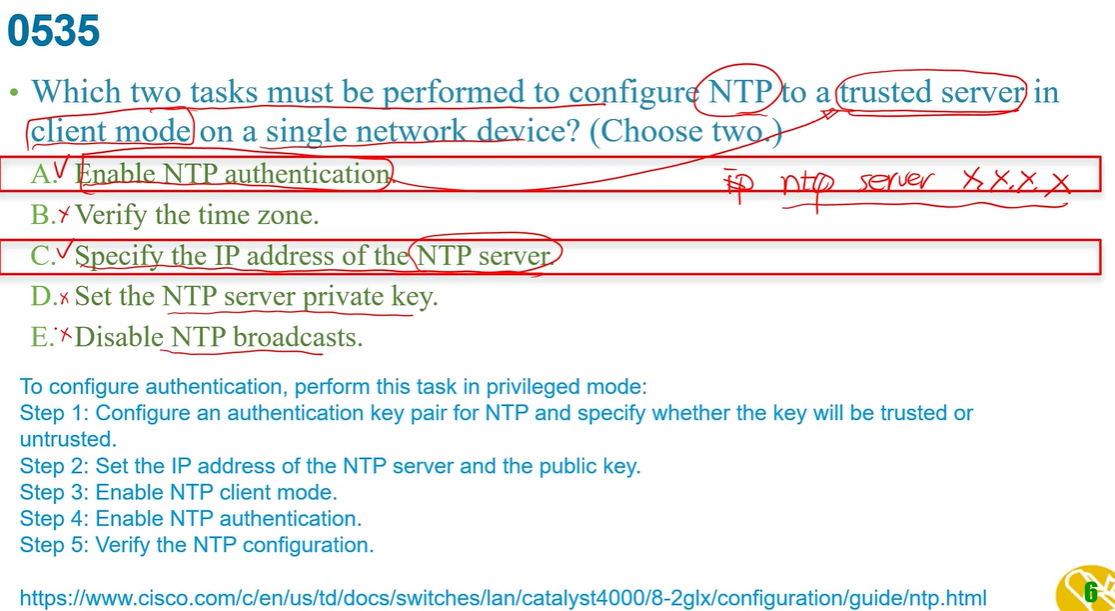 0535
• Which two tasks must be performed to configure NTP to a trusted server in
client mode on a single network device? (Choose two.)
A. Enable NTP authentication.
ip ntp server x.x.x.x
B. Verify the time zone.
C. Specify the IP address of the NTP server.
D. Set the NTP server private key.
E. Disable NTP broadcasts.
To configure authentication, perform this task in privileged mode:
Step 1: Configure an authentication key pair for NTP and specify whether the key will be trusted or
untrusted.
Step 2: Set the IP address of the NTP server and the public key.
Step 3: Enable NTP client mode.
Step 4: Enable NTP authentication.
Step 5: Verify the NTP configuration.
https://www.cisco.com/c/en/us/td/docs/switches/lan/catalyst4000/8-2glx/configuration/guide/ntp.html
6